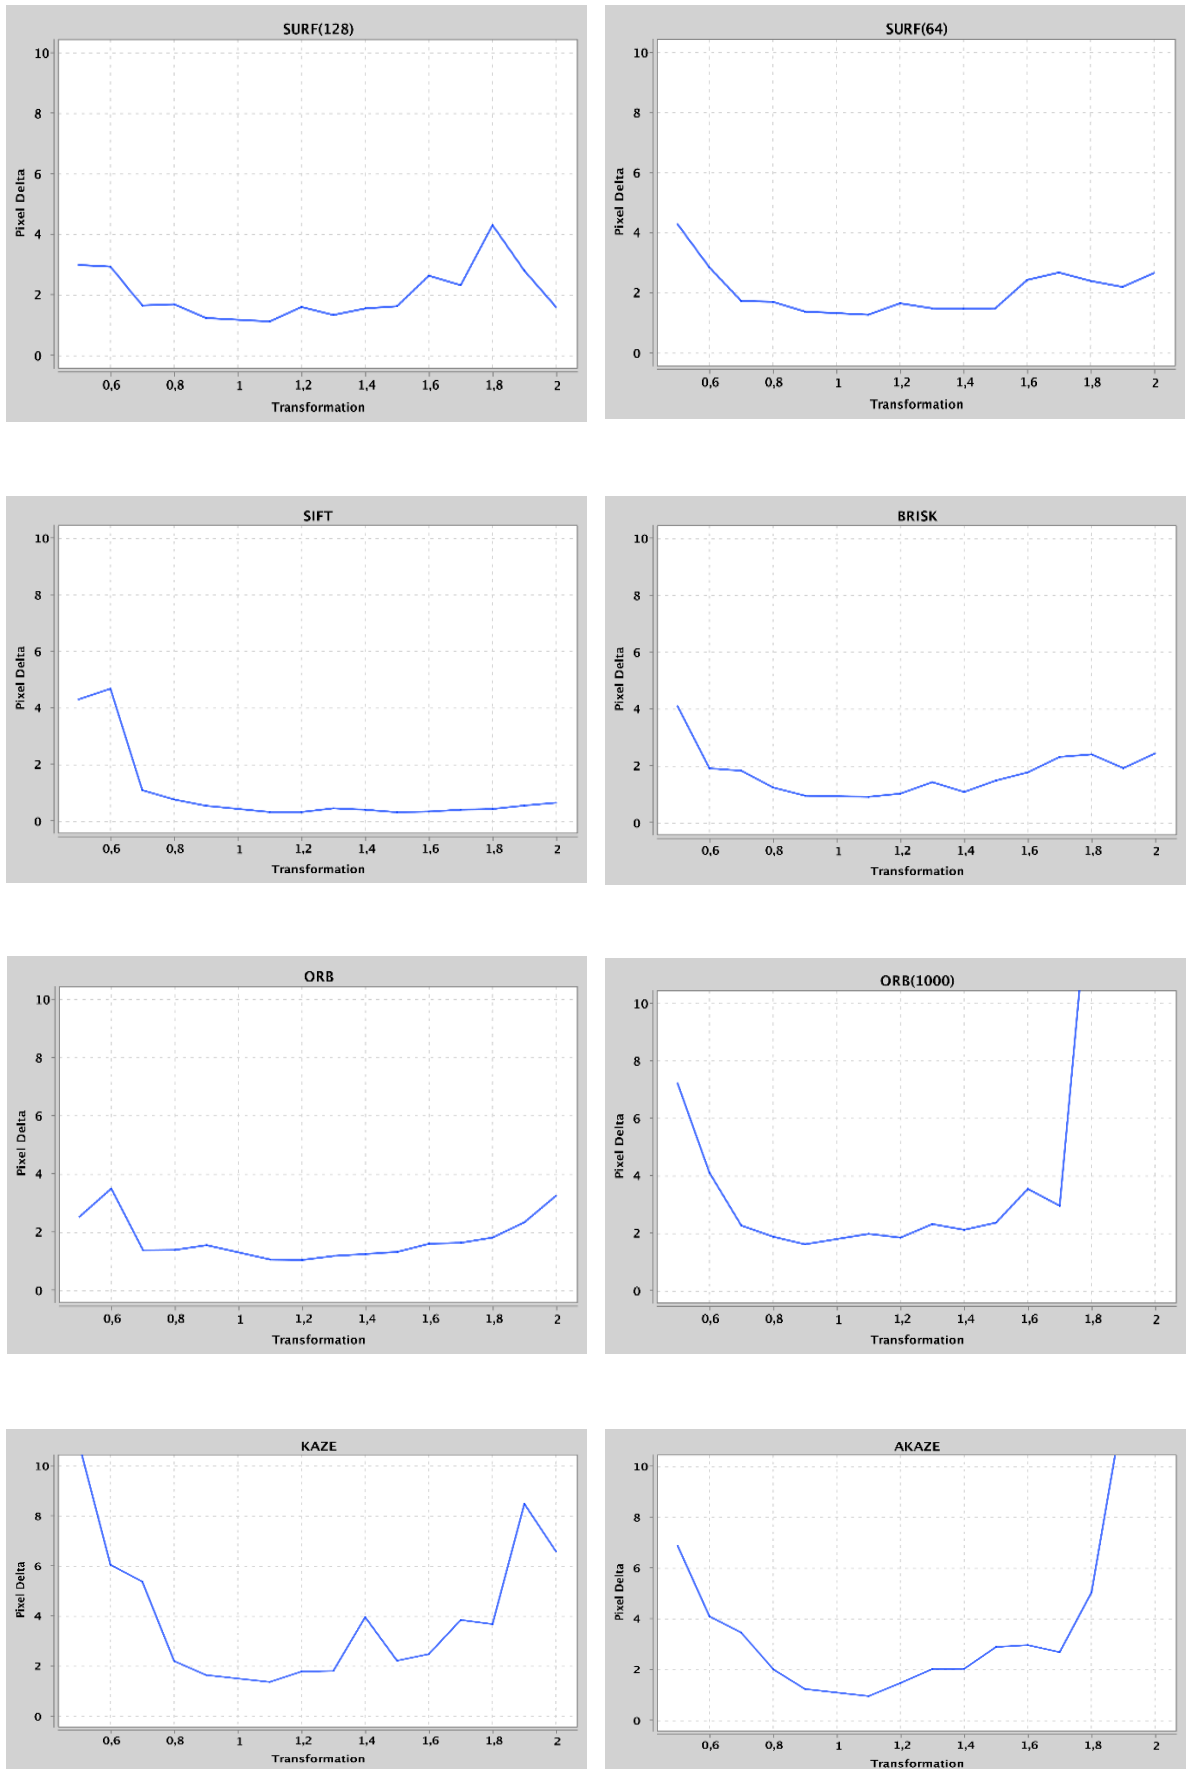 SURF(128)
10
8
6
4
2
0
Pixel Delta
0,6 0,8 1 1,2 1,4 1,6 1,8 2
Transformation
SURF(64)
10
8
6
4
2
0
Pixel Delta
0,6 0,8 1 1,2 1,4 1,6 1,8 2
Transformation
SIFT
10
8
6
4
2
0
Pixel Delta
0,6 0,8 1 1,2 1,4 1,6 1,8 2
Transformation
BRISK
10
8
6
4
2
0
Pixel Delta
0,6 0,8 1 1,2 1,4 1,6 1,8 2
Transformation
ORB
10
8
6
4
2
0
Pixel Delta
0,6 0,8 1 1,2 1,4 1,6 1,8 2
Transformation
ORB(1000)
10
8
6
4
2
0
Pixel Delta
0,6 0,8 1 1,2 1,4 1,6 1,8 2
Transformation
KAZE
10
8
6
4
2
0
Pixel Delta
0,6 0,8 1 1,2 1,4 1,6 1,8 2
Transformation
AKAZE
10
8
6
4
2
0
Pixel Delta
0,6 0,8 1 1,2 1,4 1,6 1,8 2
Transformation